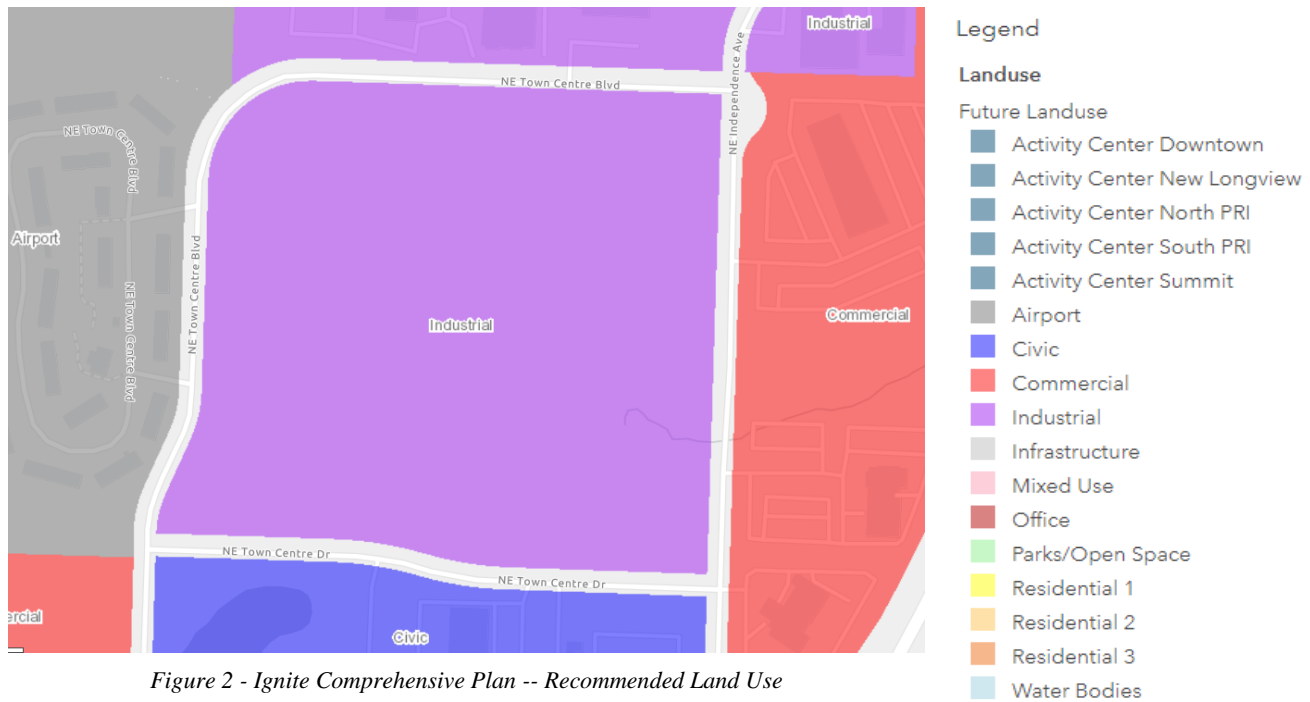 Industrial
NE Independence Ave
NE Town Centre Blvd
NE Town Centre Blvd
Airport
NE Town Centre Blvd
NE Town Centre Blvd
Industrial
Commercial
NE Town Centre Dr
NE Town Centre Dr
ercial
Civic
Figure 2 - Ignite Comprehensive Plan -- Recommended Land Use
Legend
Landuse
Future Landuse
Activity Center Downtown
Activity Center New Longview
Activity Center North PRI
Activity Center South PRI
Activity Center Summit
Airport
Civic
Commercial
Industrial
Infrastructure
Mixed Use
Office
Parks/Open Space
Residential 1
Residential 2
Residential 3
Water Bodies